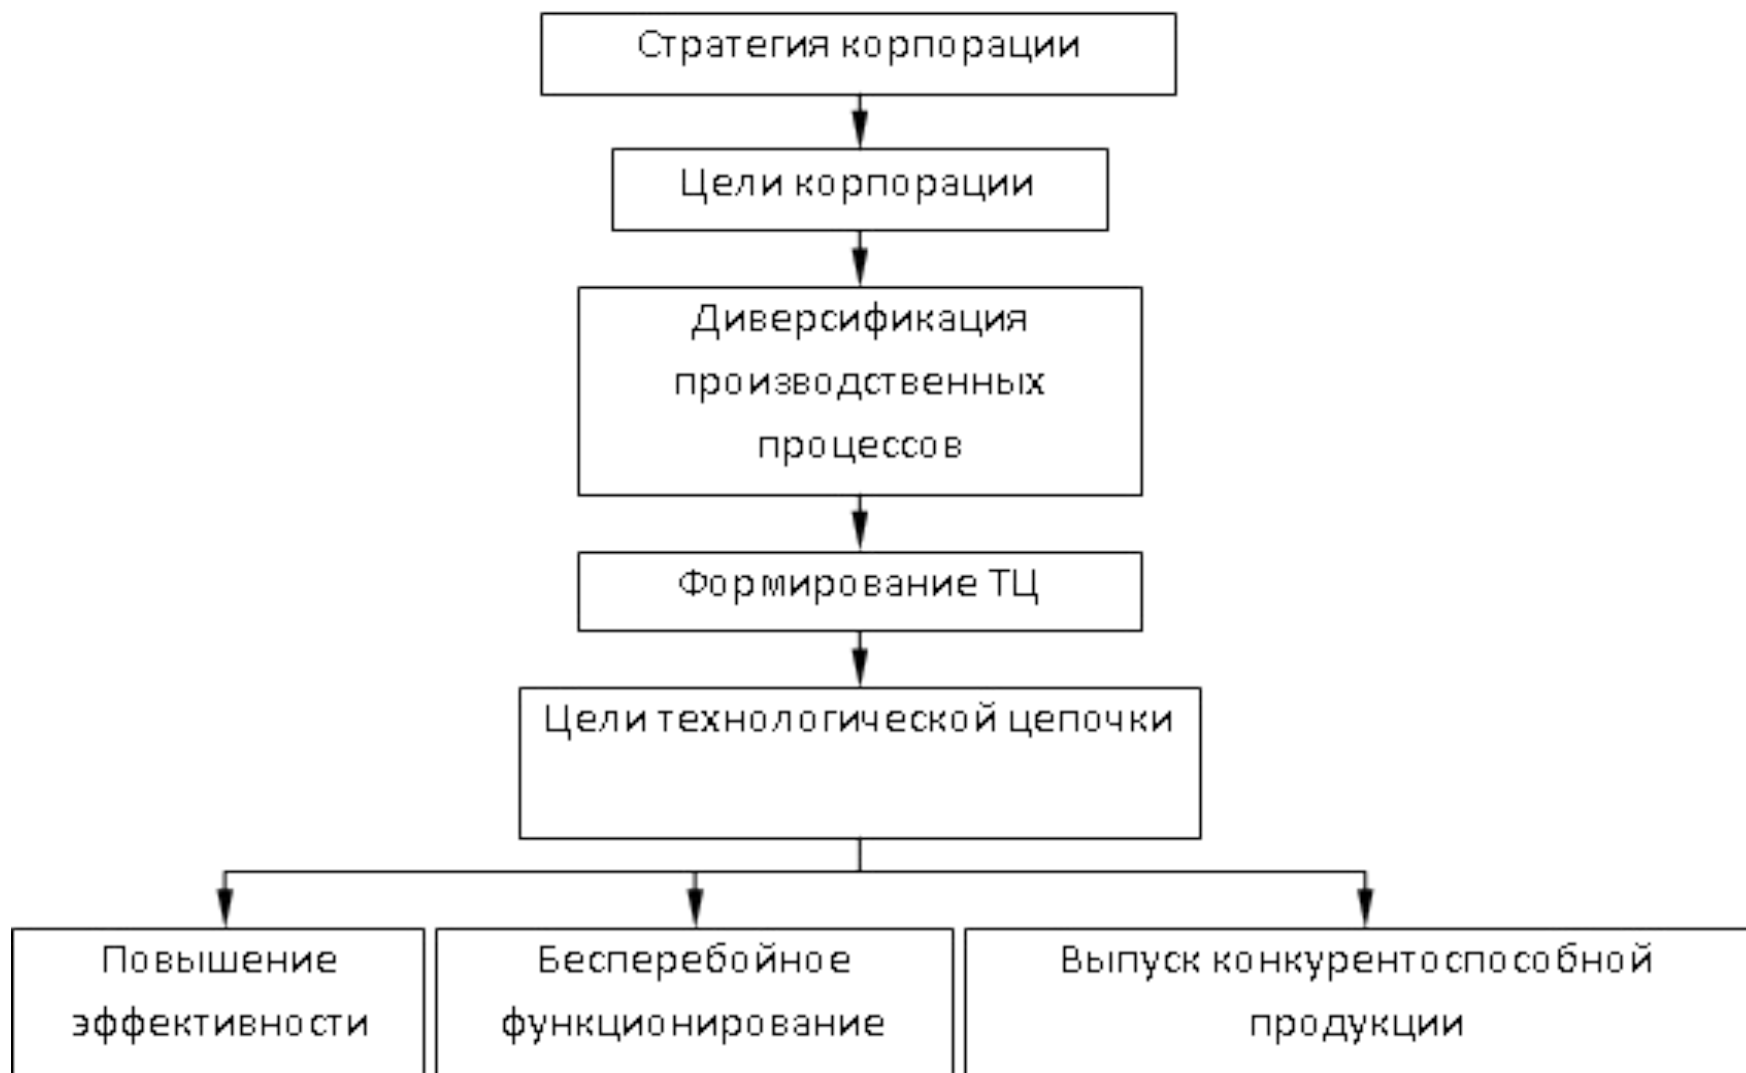 Стратегия корпорации
Цели корпорации
Диверсификация
производственных
процессов
Формирование ТЦ
Цели технологической цепочки
Повышение
эффективности
Бесперебойное
функционирование
Выпуск конкурентоспособной
продукции